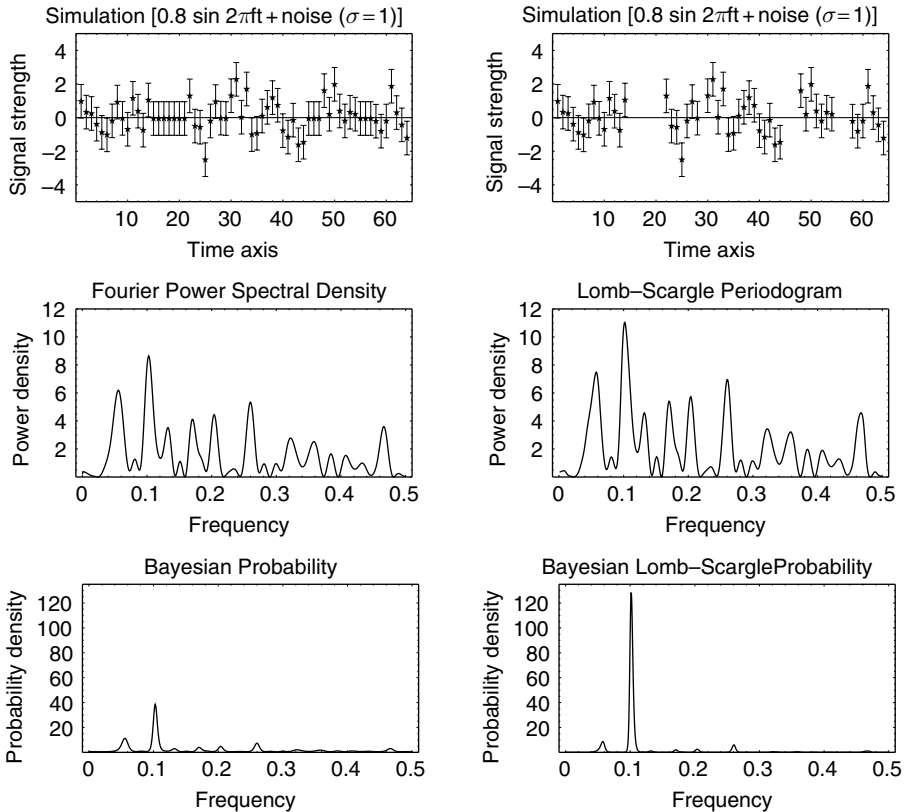 Simulation [0.8 sin 2πft + noise (σ = 1)]
Signal strength
4
2
0
−2
−4
10 20 30 40 50 60
Time axis
Simulation [0.8 sin 2πft + noise (σ = 1)]
Signal strength
4
2
0
−2
−4
10 20 30 40 50 60
Time axis
Fourier Power Spectral Density
Power density
12
10
8
6
4
2
0 0.1 0.2 0.3 0.4 0.5
Frequency
Lomb–Scargle Periodogram
Power density
12
10
8
6
4
2
0 0.1 0.2 0.3 0.4 0.5
Frequency
Bayesian Probability
Probability density
120
100
80
60
40
20
0 0.1 0.2 0.3 0.4 0.5
Frequency
Bayesian Lomb–ScargleProbability
Probability density
120
100
80
60
40
20
0 0.1 0.2 0.3 0.4 0.5
Frequency